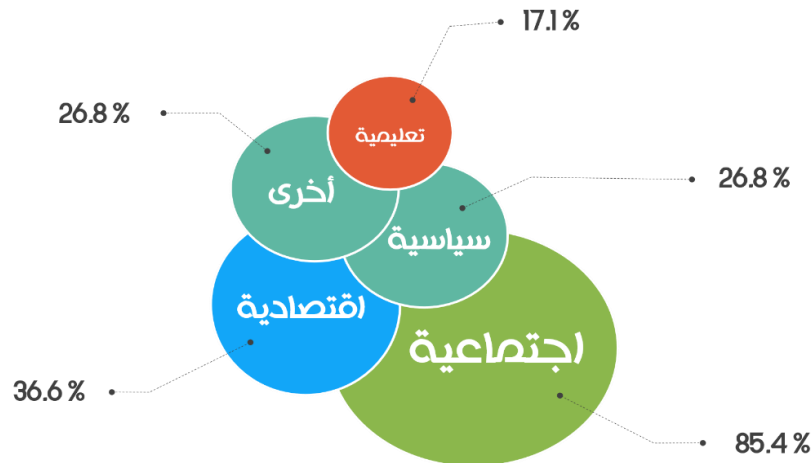 17.1 %
تعليمية
26.8 %
أخرى
26.8 %
سياسية
اقتصادية
36.6 %
اجتماعية
85.4 %